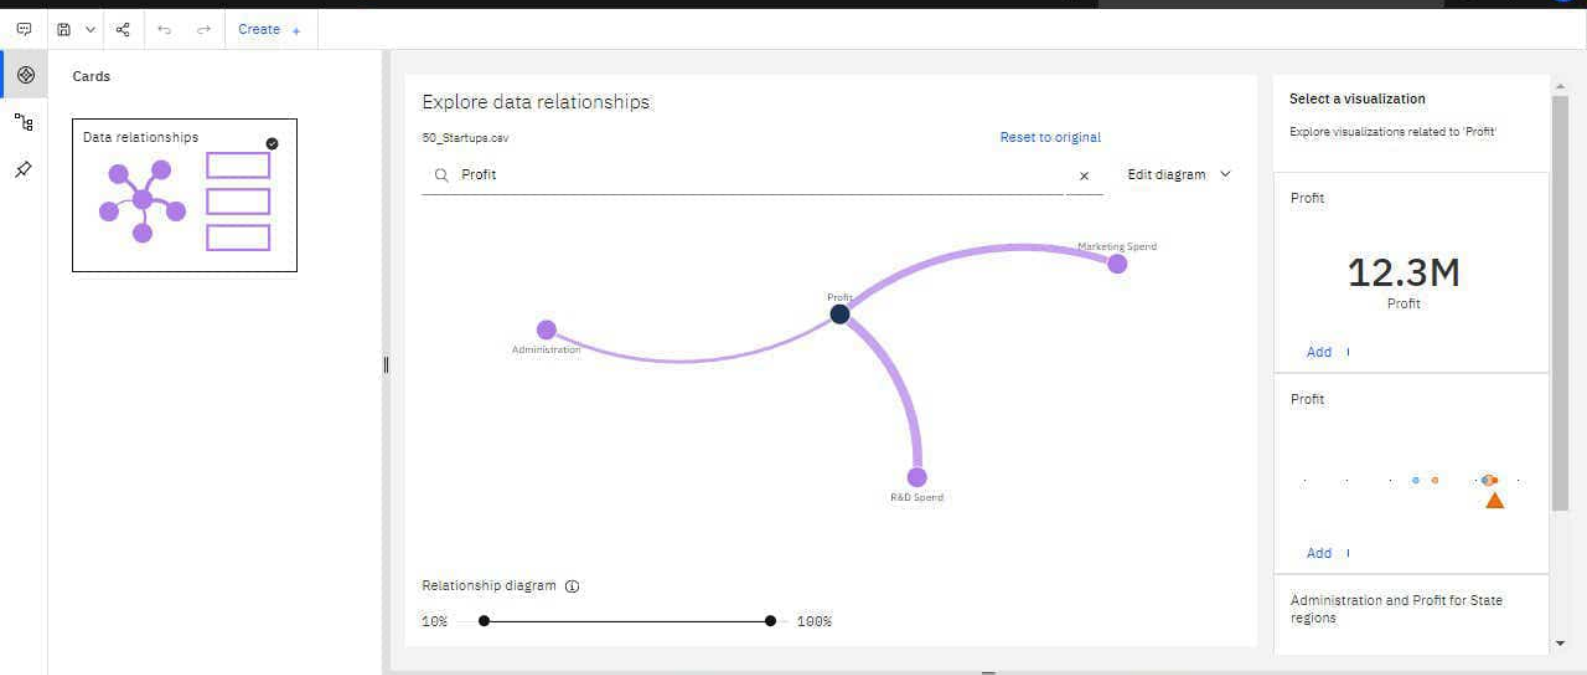 Create +
Cards
Data relationships
Explore data relationships
50_Startups.csv
Reset to original
Profit
Edit diagram
Marketing Spend
Profit
Administration
R&D Spend
Relationship diagram
10%
100%
Select a visualization
Explore visualizations related to 'Profit'
Profit
12.3M
Profit
Add
Profit
Add
Administration and Profit for State
regions